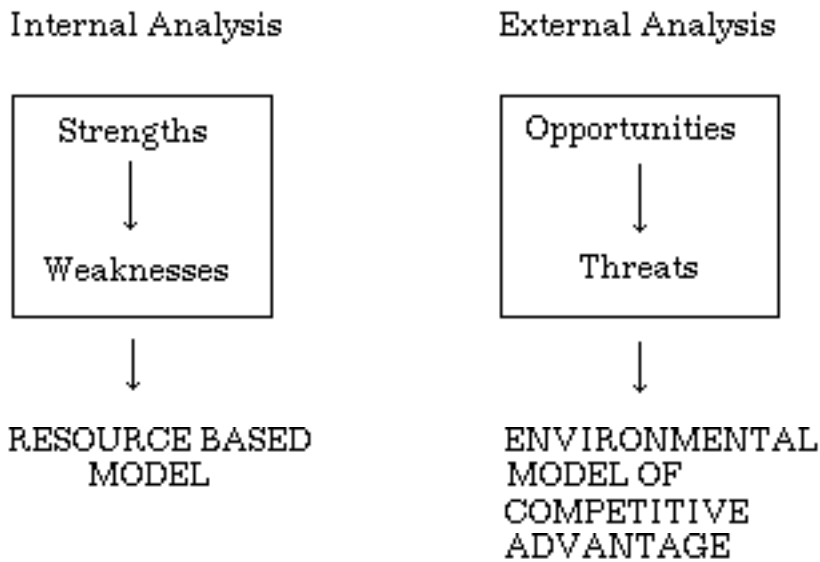 Internal Analysis
Strengths
Weaknesses
RESOURCE BASED
MODEL
External Analysis
Opportunities
Threats
ENVIRONMENTAL
MODEL OF
COMPETITIVE
ADVANTAGE